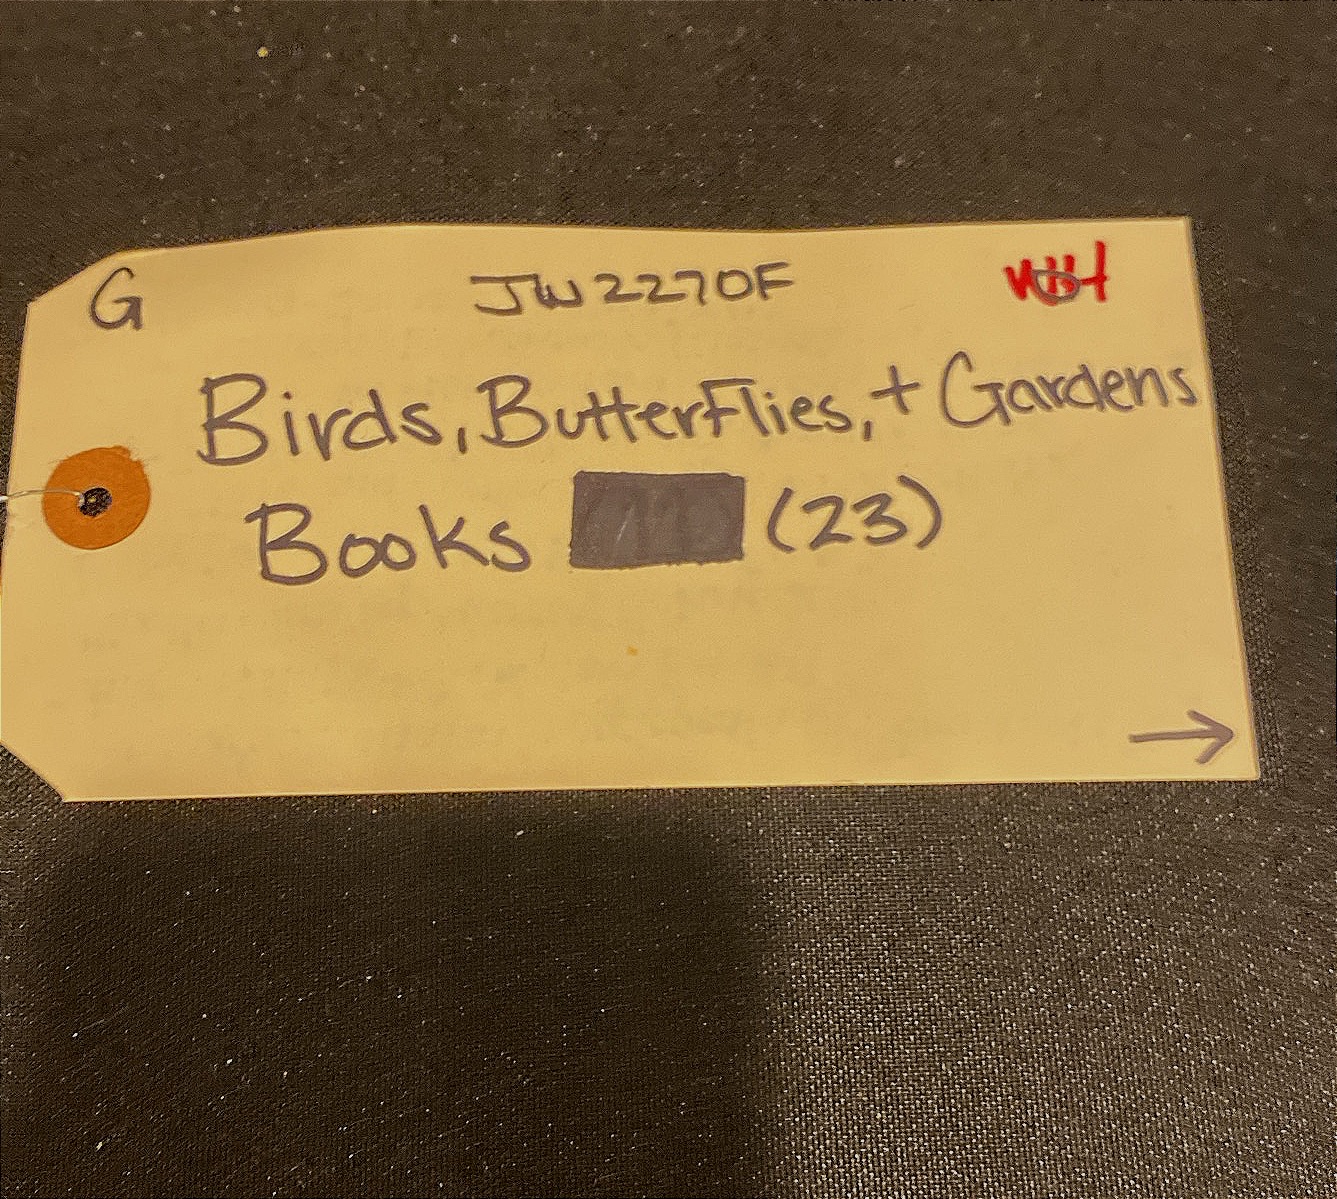 G JW2270F
Birds, Butterflies, + Gardens
Books (23)
→